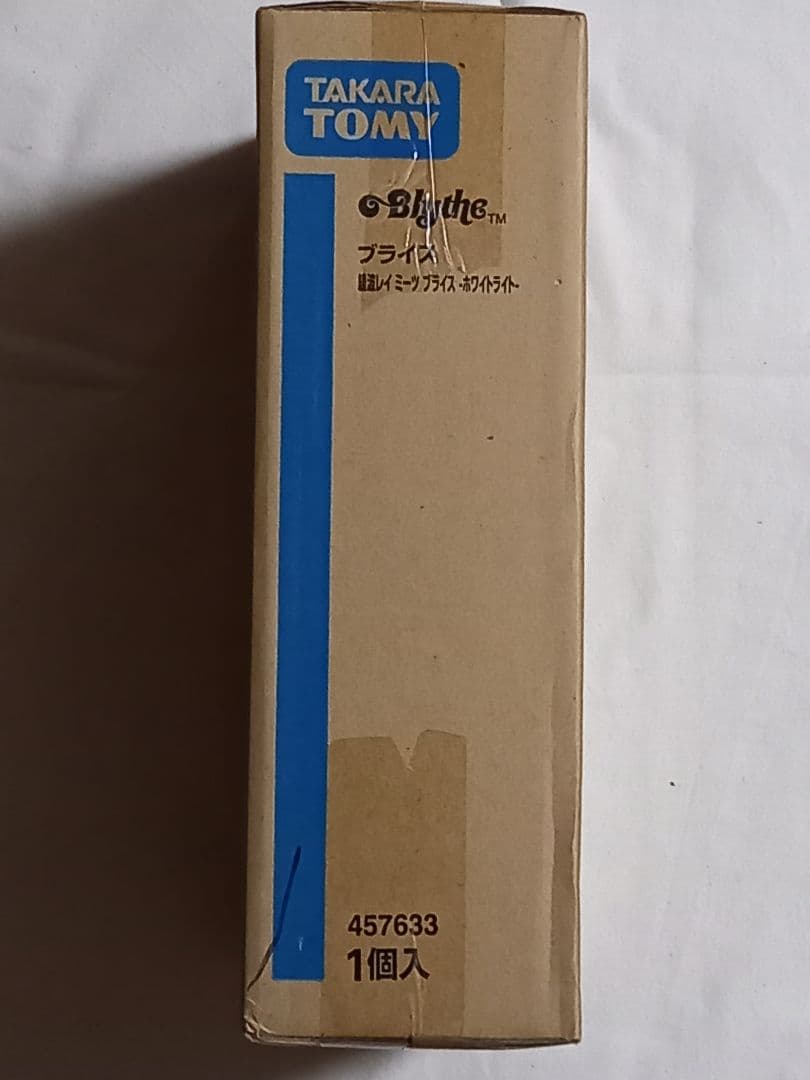 TAKARA
TOMY
Blythe™
ブライス
綾波レイ ミーツ ブライス -ホワイトライト-
457633
1個入